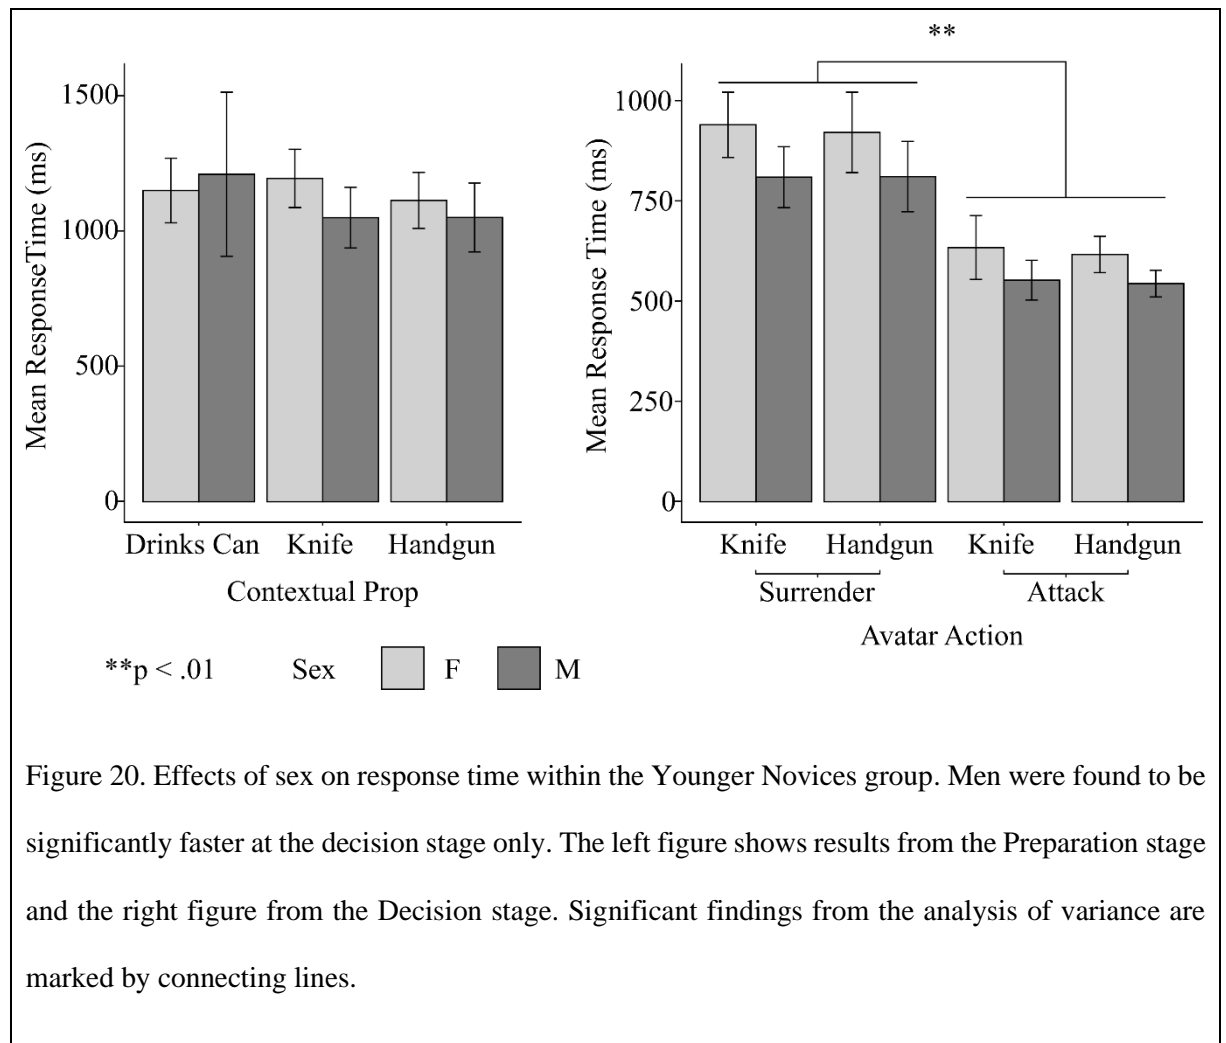 **
1500
1000
500
0
Mean ResponseTime (ms)
Drinks Can Knife Handgun
Contextual Prop
1000
750
500
250
0
Mean Response Time (ms)
Knife Handgun Knife Handgun
Surrender Attack
Avatar Action
**p < .01 Sex F M
Figure 20. Effects of sex on response time within the Younger Novices group. Men were found to be
significantly faster at the decision stage only. The left figure shows results from the Preparation stage
and the right figure from the Decision stage. Significant findings from the analysis of variance are
marked by connecting lines.